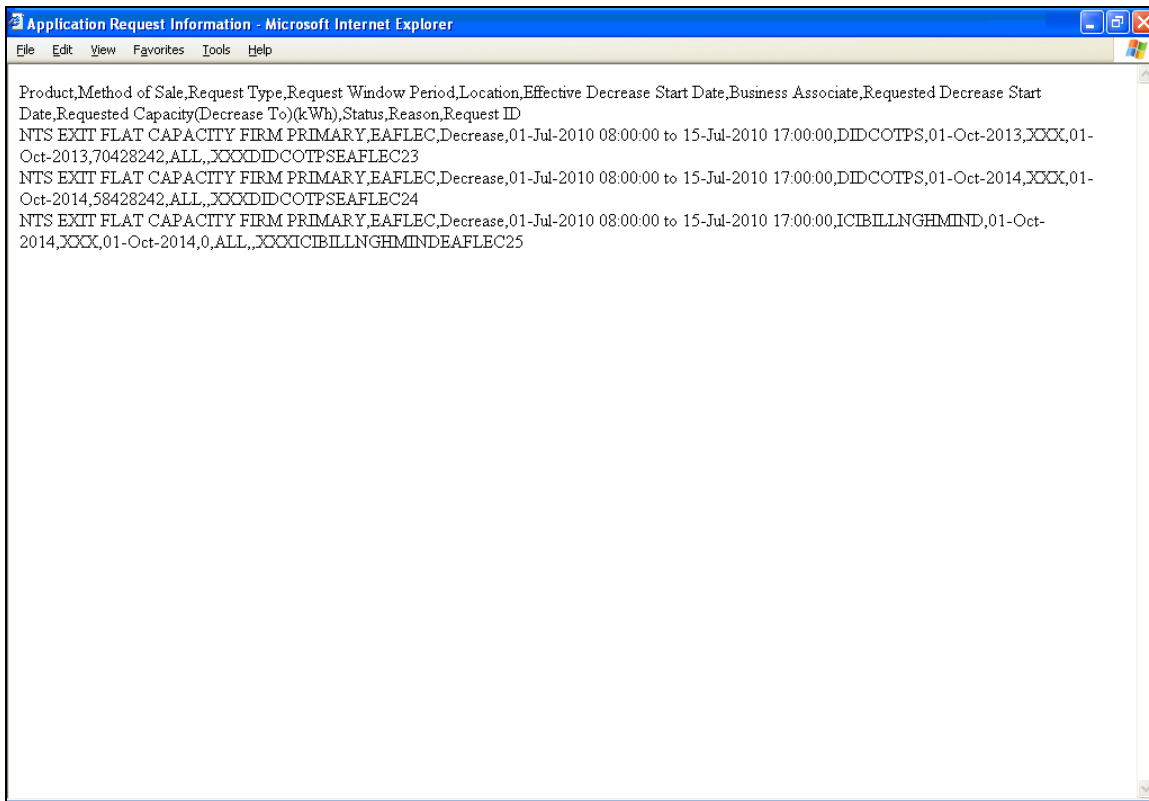 Application Request Information - Microsoft Internet Explorer
File Edit View Favorites Tools Help
Product,Method of Sale,Request Type,Request Window Period,Location,Effective Decrease Start Date,Business Associate,Requested Decrease Start
Date,Requested Capacity(Decrease To)(kWh),Status,Reason,Request ID
NTS EXIT FLAT CAPACITY FIRM PRIMARY,EAFLEC,Decrease,01-Jul-2010 08:00:00 to 15-Jul-2010 17:00:00,DIDCOTPS,01-Oct-2013,XXX,01-
Oct-2013,70428242,ALL,,XXXDIDCOTPSEAFLEC23
NTS EXIT FLAT CAPACITY FIRM PRIMARY,EAFLEC,Decrease,01-Jul-2010 08:00:00 to 15-Jul-2010 17:00:00,DIDCOTPS,01-Oct-2014,XXX,01-
Oct-2014,58428242,ALL,,XXXDIDCOTPSEAFLEC24
NTS EXIT FLAT CAPACITY FIRM PRIMARY,EAFLEC,Decrease,01-Jul-2010 08:00:00 to 15-Jul-2010 17:00:00,ICIBILLNGHMIND,01-Oct-
2014,XXX,01-Oct-2014,0,ALL,,XXXICIBILLNGHMINDEAFLEC25